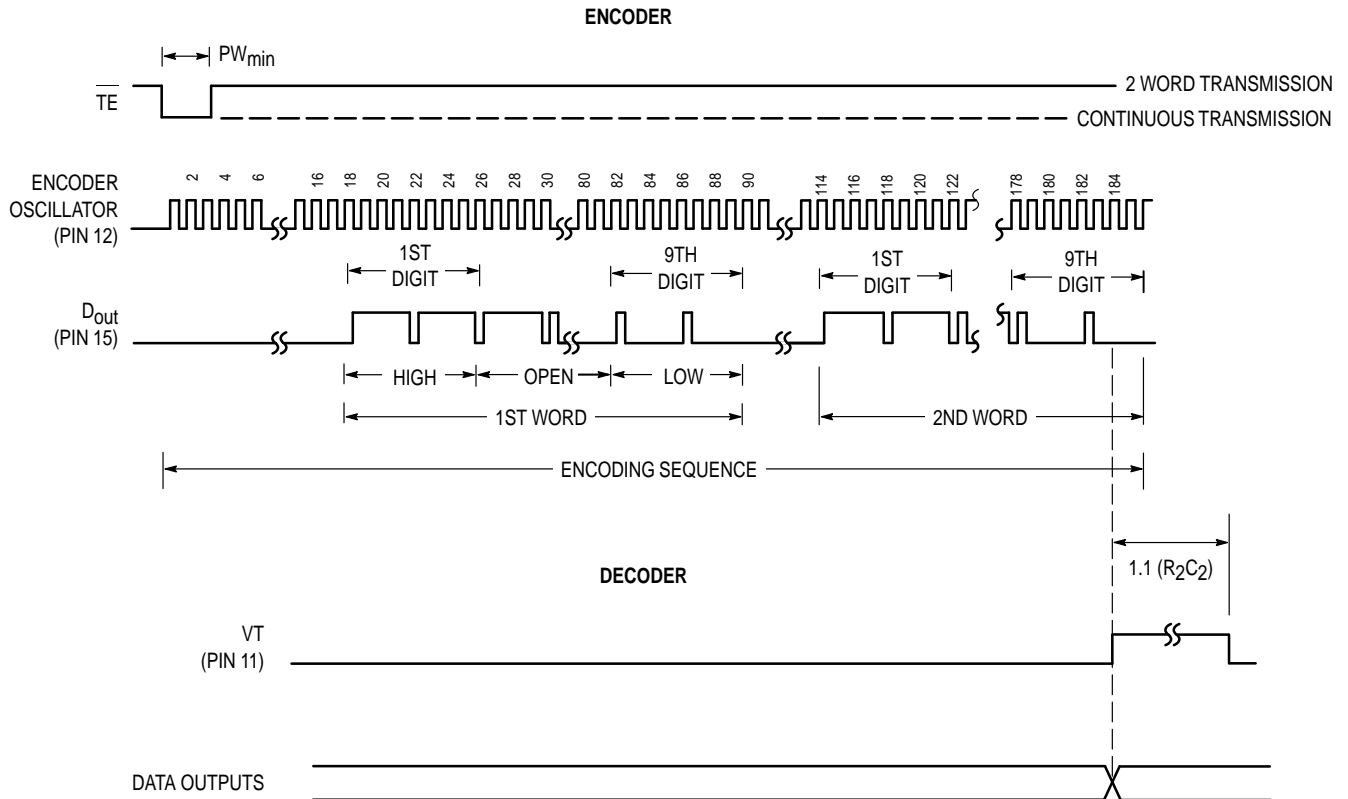 ENCODER
PWmin
TE
2 WORD TRANSMISSION
CONTINUOUS TRANSMISSION
ENCODER
OSCILLATOR
(PIN 12)
2 4 6 16 18 20 22 24 26 28 30 80 82 84 86 88 90 114 116 118 120 122 178 180 182 184
1ST
DIGIT
9TH
DIGIT
1ST
DIGIT
9TH
DIGIT
Dout
(PIN 15)
HIGH OPEN LOW
1ST WORD 2ND WORD
ENCODING SEQUENCE
DECODER
1.1 (R2C2)
VT
(PIN 11)
DATA OUTPUTS